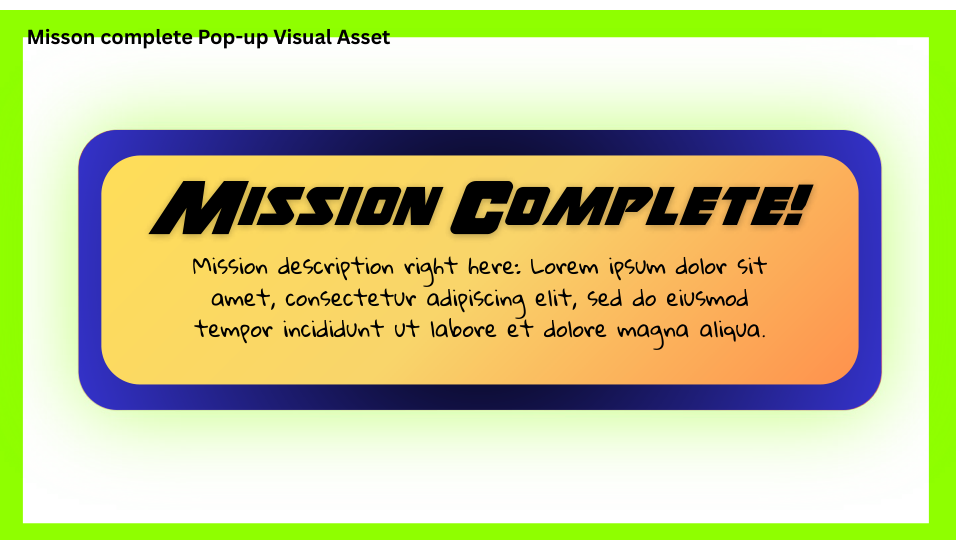 Misson complete Pop-up Visual Asset
Mission Complete!
Mission description right here: Lorem ipsum dolor sit
amet, consectetur adipiscing elit, sed do eiusmod
tempor incididunt ut labore et dolore magna aliqua.